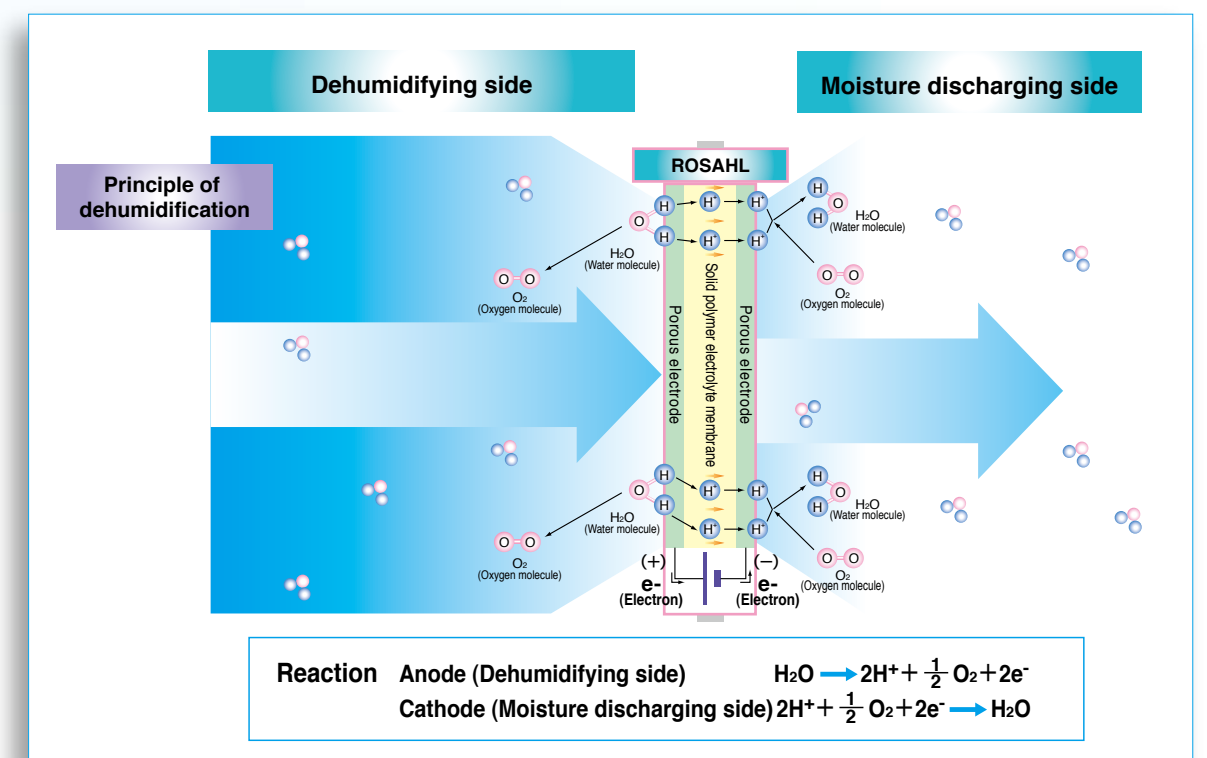 Dehumidifying side
Moisture discharging side
Principle of
dehumidification
ROSAHL
H
H
O
H₂O
(Water molecule)
O O
O₂
(Oxygen molecule)
H⁺
H⁺
H⁺
H⁺
H
O
H
H₂O
(Water molecule)
O O
O₂
(Oxygen molecule)
Porous electrode
Solid polymer electrolyte membrane
Porous electrode
H
O
H
H₂O
(Water molecule)
O O
O₂
(Oxygen molecule)
H⁺
H⁺
H⁺
H⁺
H
O
H
H₂O
(Water molecule)
O O
O₂
(Oxygen molecule)
(+)
e-
(Electron)
(−)
e-
(Electron)
Reaction Anode (Dehumidifying side) H₂O → 2H⁺ + 1/2 O₂ + 2e⁻
Cathode (Moisture discharging side) 2H⁺ + 1/2 O₂ + 2e⁻ → H₂O